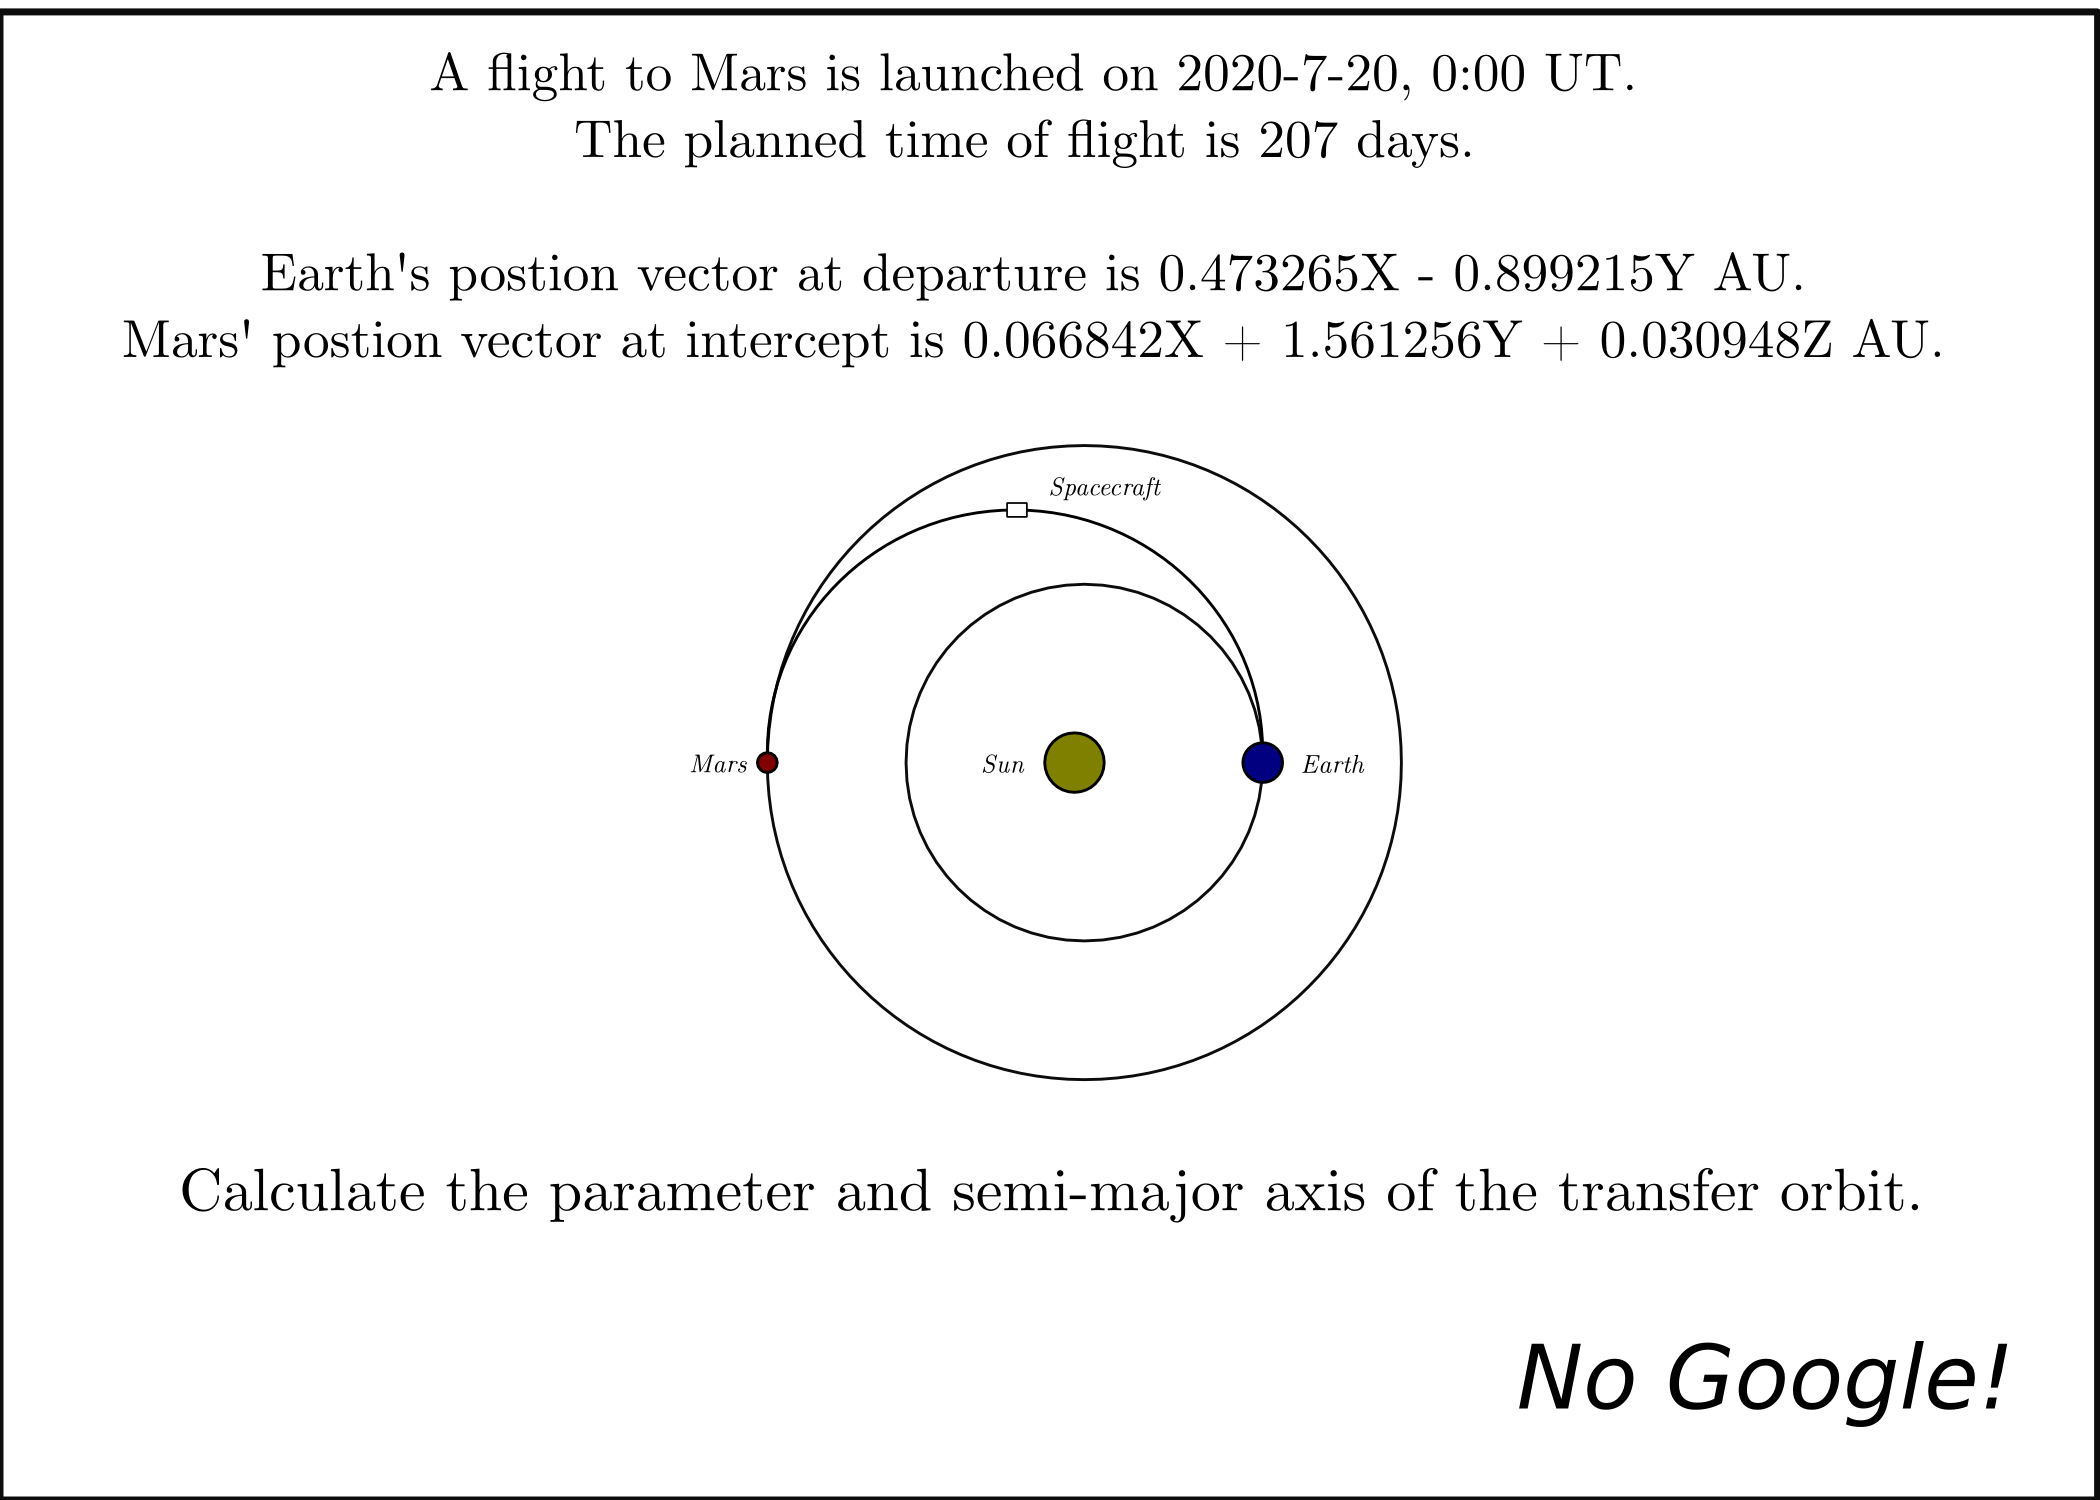 A flight to Mars is launched on 2020-7-20, 0:00 UT.
The planned time of flight is 207 days.
Earth's postion vector at departure is 0.473265X - 0.899215Y AU.
Mars' postion vector at intercept is 0.066842X + 1.561256Y + 0.030948Z AU.
Spacecraft
Mars
Sun
Earth
Calculate the parameter and semi-major axis of the transfer orbit.
No Google!